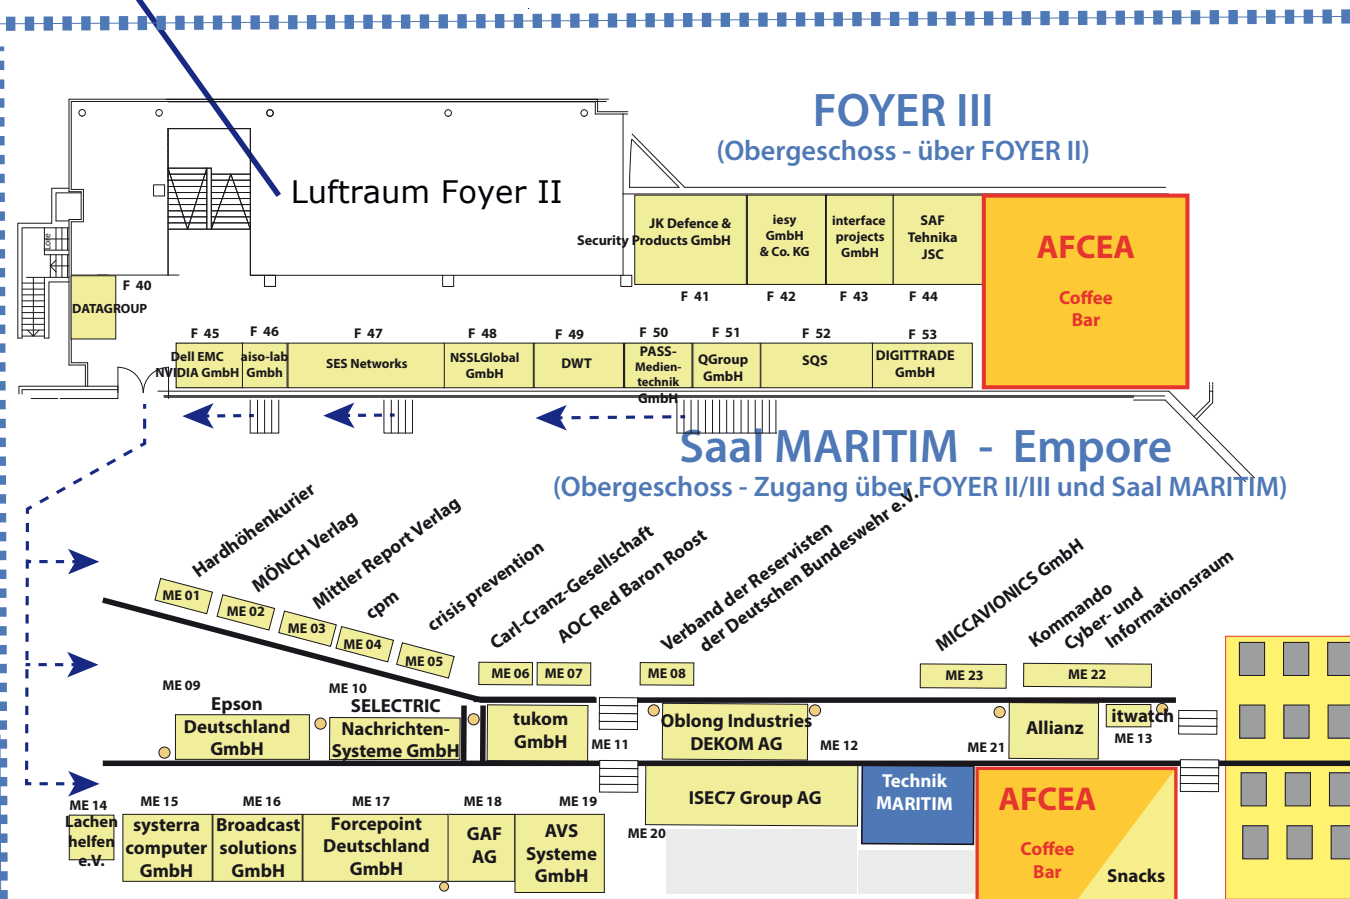 FOYER III
(Obergeschoss - über FOYER II)
Luftraum Foyer II
JK Defence &
Security Products GmbH
iesy
GmbH
& Co. KG
interface
projects
GmbH
SAF
Tehnika
JSC
AFCEA
Coffee
Bar
Löfe
F 40
DATAGROUP
F 41
F 42
F 43
F 44
F 45
F 46
F 47
F 48
F 49
F 50
F 51
F 52
F 53
Dell EMC
NVIDIA GmbH
aiso-lab
Gmbh
SES Networks
NSSLGlobal
GmbH
DWT
PASS-
Medien-
technik
GmbH
QGroup
GmbH
SQS
DIGITTRADE
GmbH
Saal MARITIM - Empore
(Obergeschoss - Zugang über FOYER II/III und Saal MARITIM)
Hardhöhenkurier
MÖNCH Verlag
Mittler Report Verlag
cpm
crisis prevention
Carl-Cranz-Gesellschaft
AOC Red Baron Roost
Verband der Reservisten
der Deutschen Bundeswehr e.V.
MICCAVIONICS GmbH
Kommando
Cyber- und
Informationsraum
ME 01
ME 02
ME 03
ME 04
ME 05
ME 06
ME 07
ME 08
ME 23
ME 22
ME 09
Epson
Deutschland
GmbH
ME 10
SELECTRIC
Nachrichten-
Systeme GmbH
tukom
GmbH
ME 11
Oblong Industries
DEKOM AG
ME 12
ME 21
Allianz
itwatch
ME 13
ME 14
Lachen
helfen
e.V.
ME 15
systerra
computer
GmbH
ME 16
Broadcast
solutions
GmbH
ME 17
Forcepoint
Deutschland
GmbH
ME 18
GAF
AG
ME 19
AVS
Systeme
GmbH
ME 20
ISEC7 Group AG
Technik
MARITIM
AFCEA
Coffee
Bar
Snacks